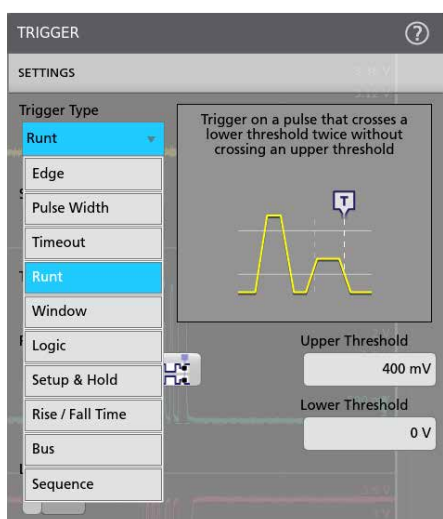 TRIGGER
?
SETTINGS
Trigger Type
Runt
Edge
Pulse Width
Timeout
Runt
Window
Logic
Setup & Hold
Rise / Fall Time
Bus
Sequence
Trigger on a pulse that crosses a
lower threshold twice without
crossing an upper threshold
T
Upper Threshold
400 mV
Lower Threshold
0 V